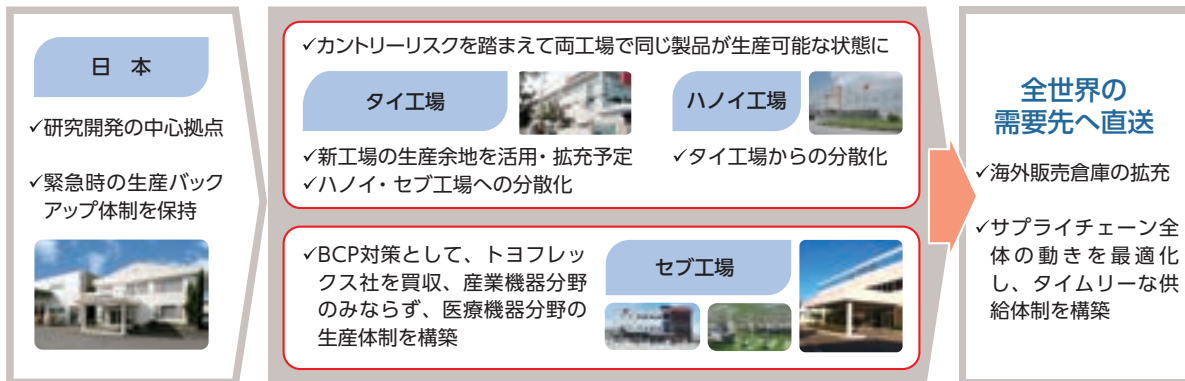 日 本
✓研究開発の中心拠点
✓緊急時の生産バック
アップ体制を保持
✓カントリーリスクを踏まえて両工場で同じ製品が生産可能な状態に
タイ工場
✓新工場の生産余地を活用・拡充予定
✓ハノイ・セブ工場への分散化
ハノイ工場
✓タイ工場からの分散化
✓BCP対策として、トヨフレッ
クス社を買収、産業機器分野
のみならず、医療機器分野の
生産体制を構築
セブ工場
全世界の
需要先へ直送
✓海外販売倉庫の拡充
✓サプライチェーン全
体の動きを最適化
し、タイムリーな供
給体制を構築